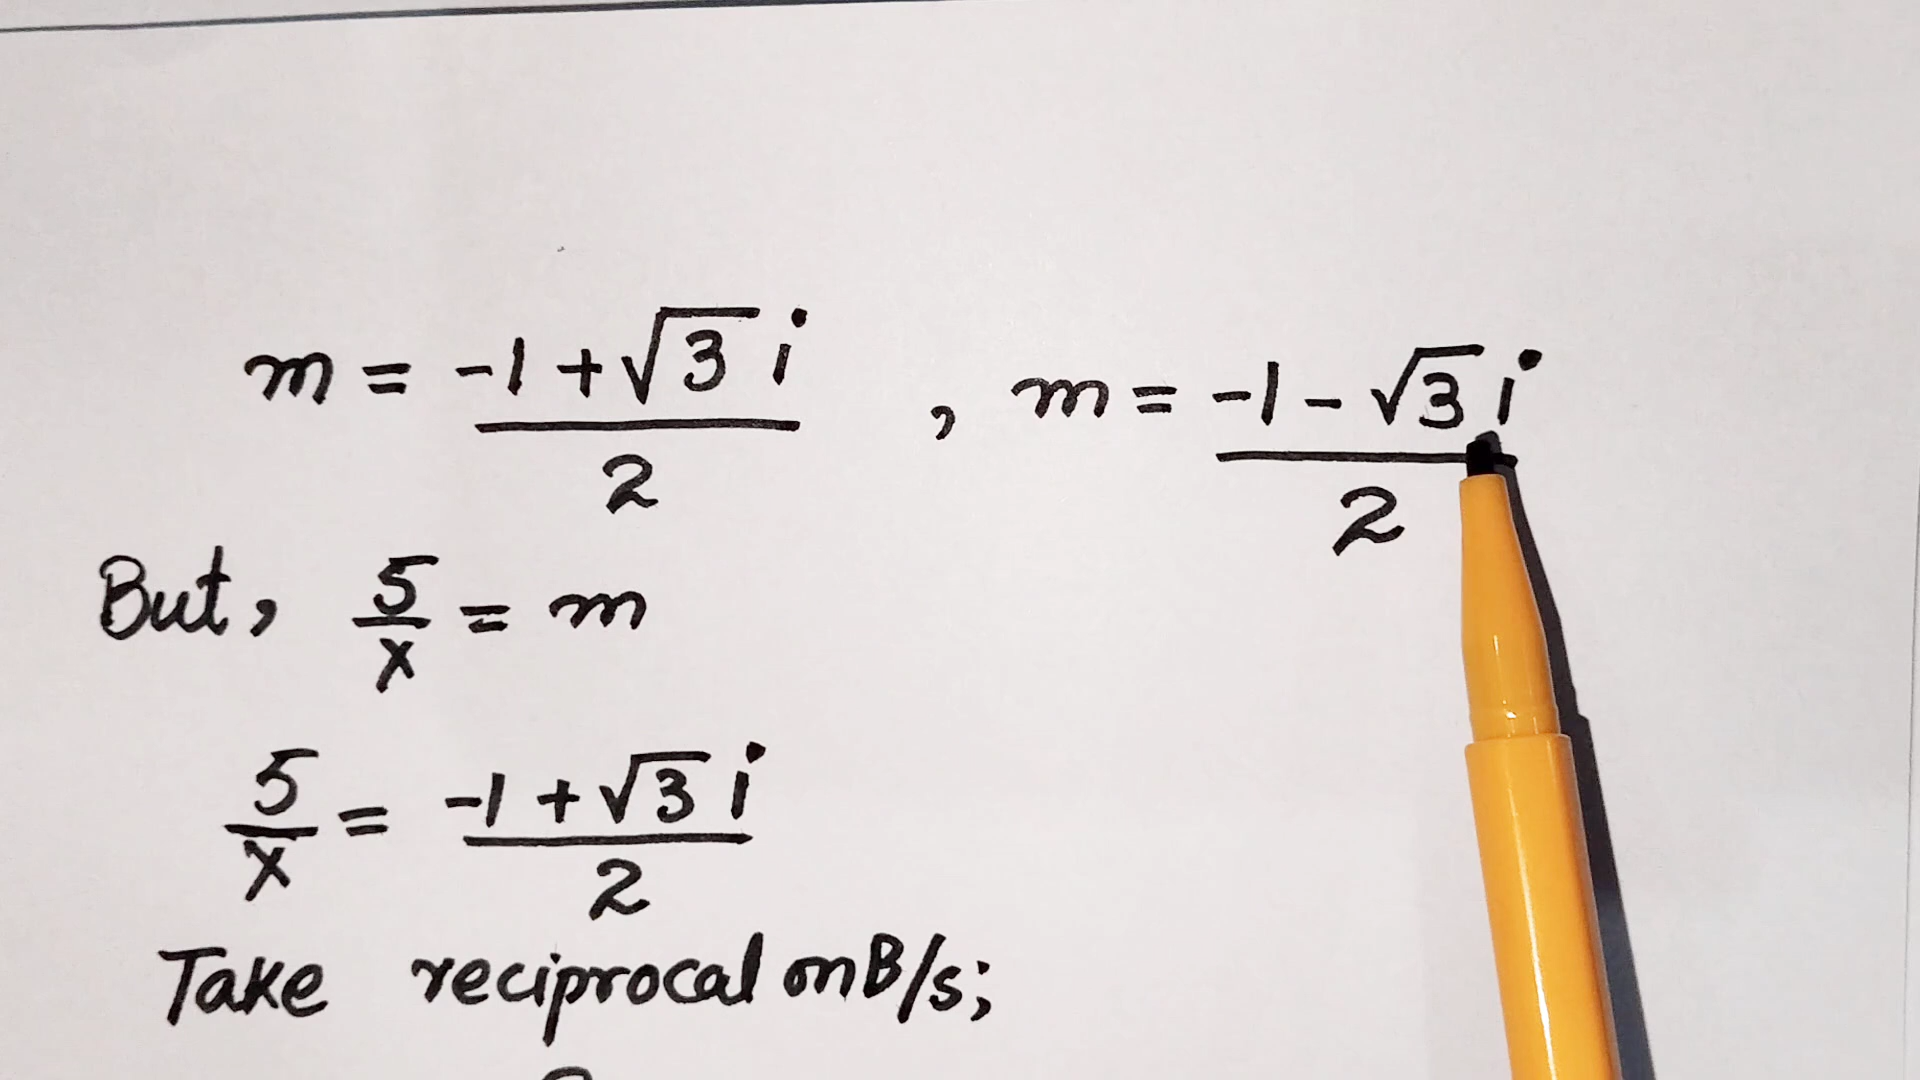 m = (-1 + √3 i)/2 , m = (-1 - √3 i)/2
But, 5/x = m
5/x = (-1 + √3 i)/2
Take reciprocal on B/s;